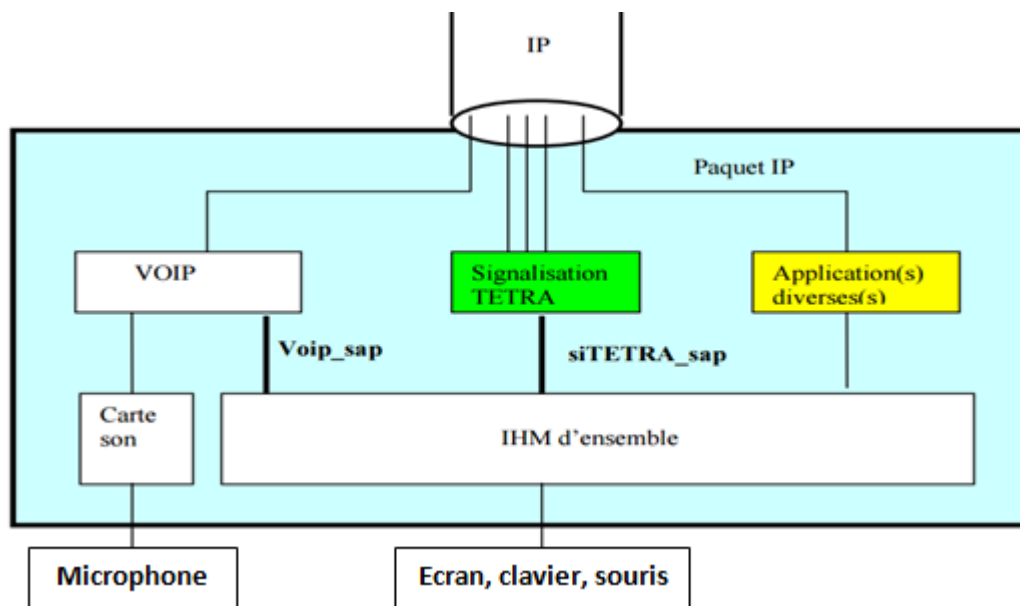 IP
Paquet IP
VOIP
Signalisation
TETRA
Application(s)
diverses(s)
Voip_sap
siTETRA_sap
Carte
son
IHM d'ensemble
Microphone
Ecran, clavier, souris